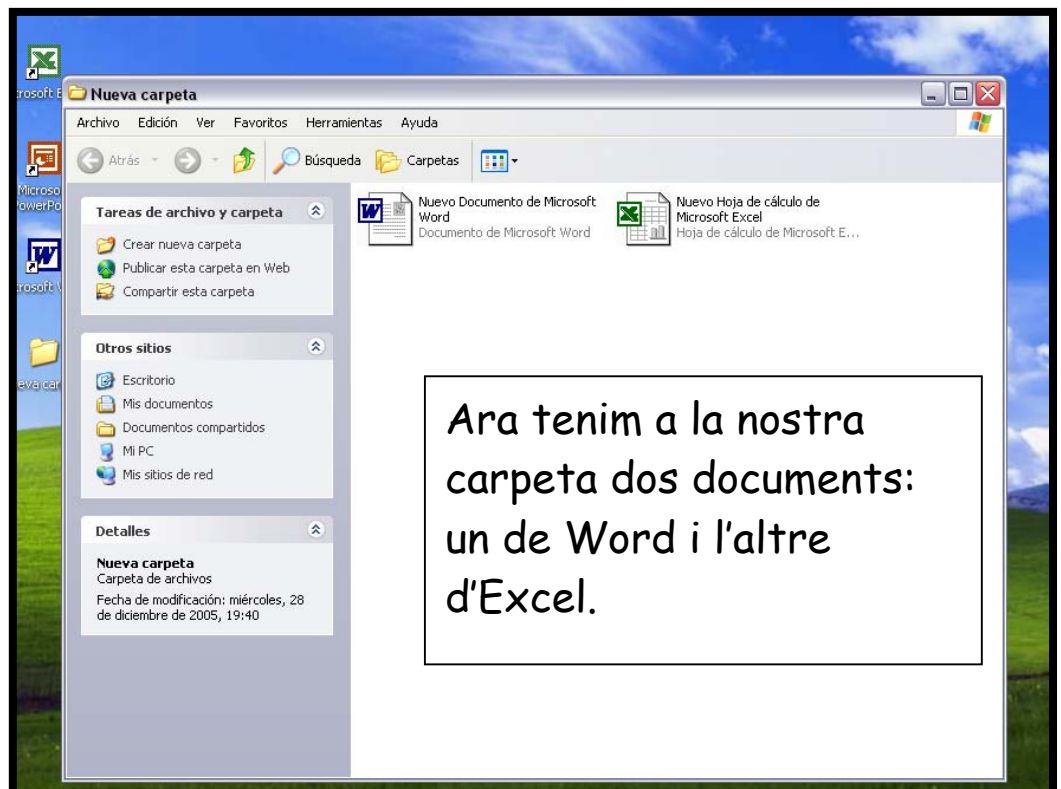 Nueva carpeta
Archivo Edición Ver Favoritos Herramientas Ayuda
Atrás Búsqueda Carpetas
Tareas de archivo y carpeta
Crear nueva carpeta
Publicar esta carpeta en Web
Compartir esta carpeta
Otros sitios
Escritorio
Mis documentos
Documentos compartidos
Mi PC
Mis sitios de red
Detalles
Nueva carpeta
Carpeta de archivos
Fecha de modificación: miércoles, 28
de diciembre de 2005, 19:40
Nuevo Documento de Microsoft
Word
Documento de Microsoft Word
Nuevo Hoja de cálculo de
Microsoft Excel
Hoja de cálculo de Microsoft E...
Ara tenim a la nostra
carpeta dos documents:
un de Word i l'altre
d'Excel.